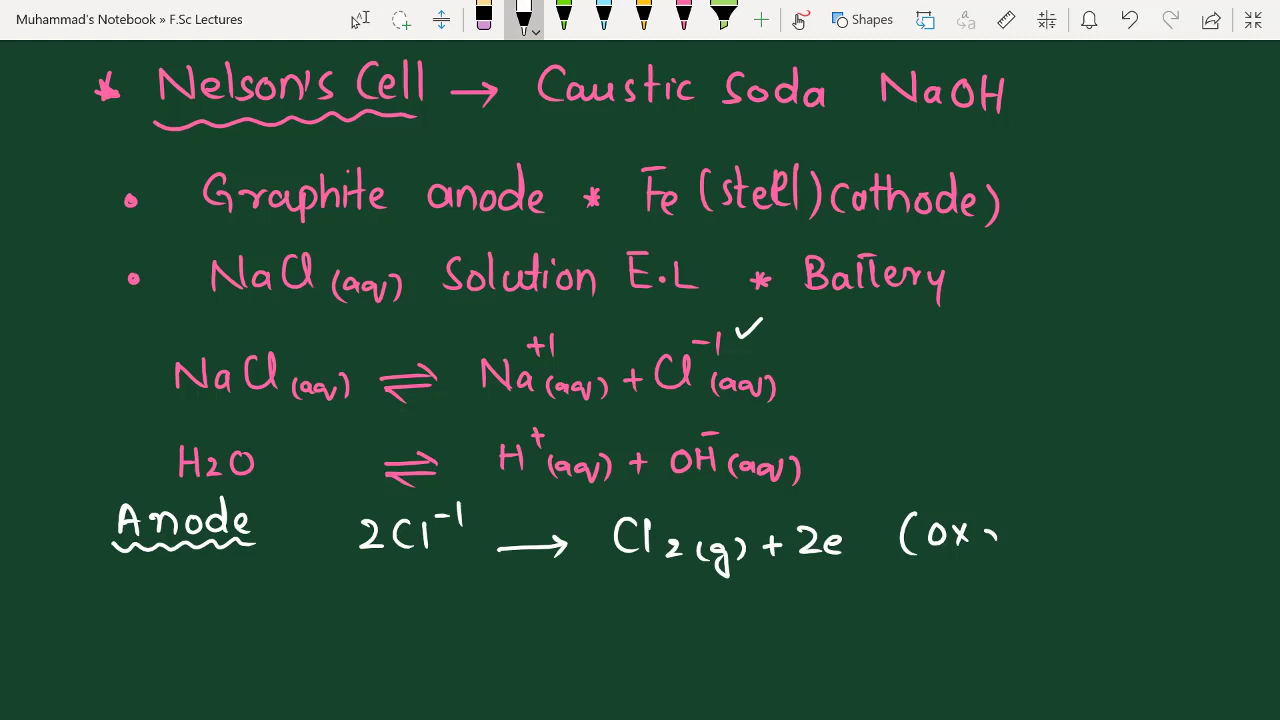 Muhammad's Notebook » F.Sc Lectures
Shapes
* Nelson's Cell → Caustic Soda NaOH
• Graphite anode * Fe (stell) cathode)
• NaCl (aq) Solution E.L * Battery
NaCl (aq) ⇌ Na⁺¹ (aq) + Cl⁻¹ (aq) ✓
H2O ⇌ H⁺ (aq) + OH⁻ (aq)
Anode 2Cl⁻¹ → Cl₂ (g) + 2e (ox